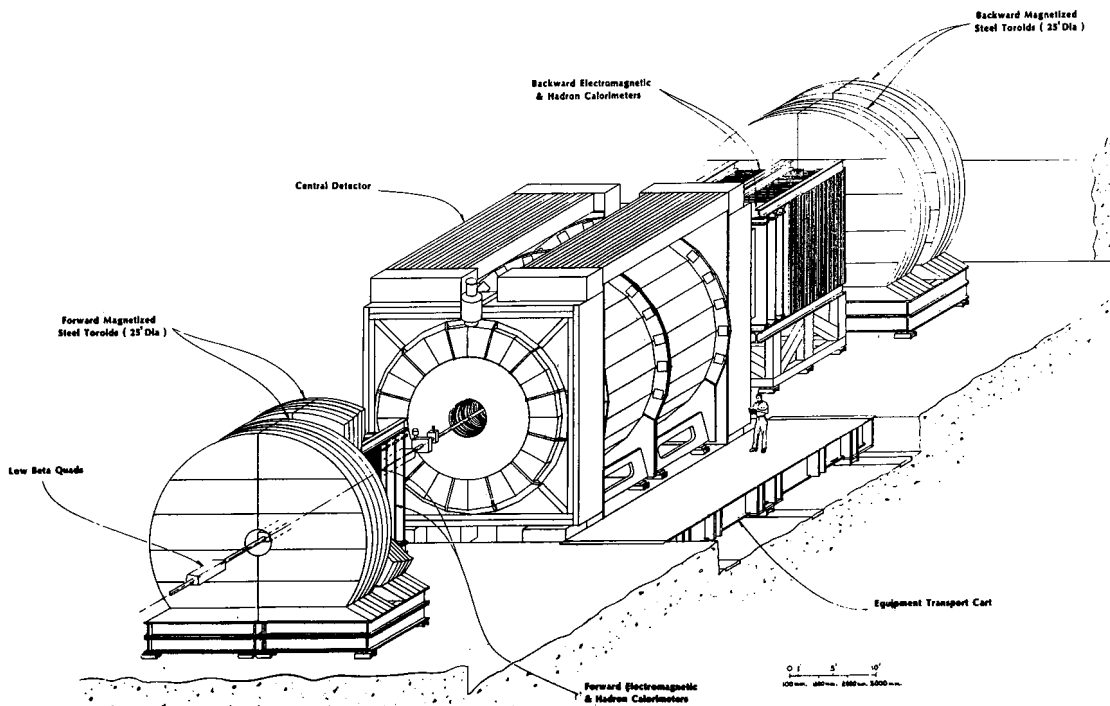 Backward Magnetized
Steel Toroids ( 25' Dia )
Backward Electromagnetic
& Hadron Calorimeters
Central Detector
Forward Magnetized
Steel Toroids ( 25' Dia )
Low Beta Quads
Equipment Transport Cart
Forward Electromagnetic
& Hadron Calorimeters
0 1' 5' 10'